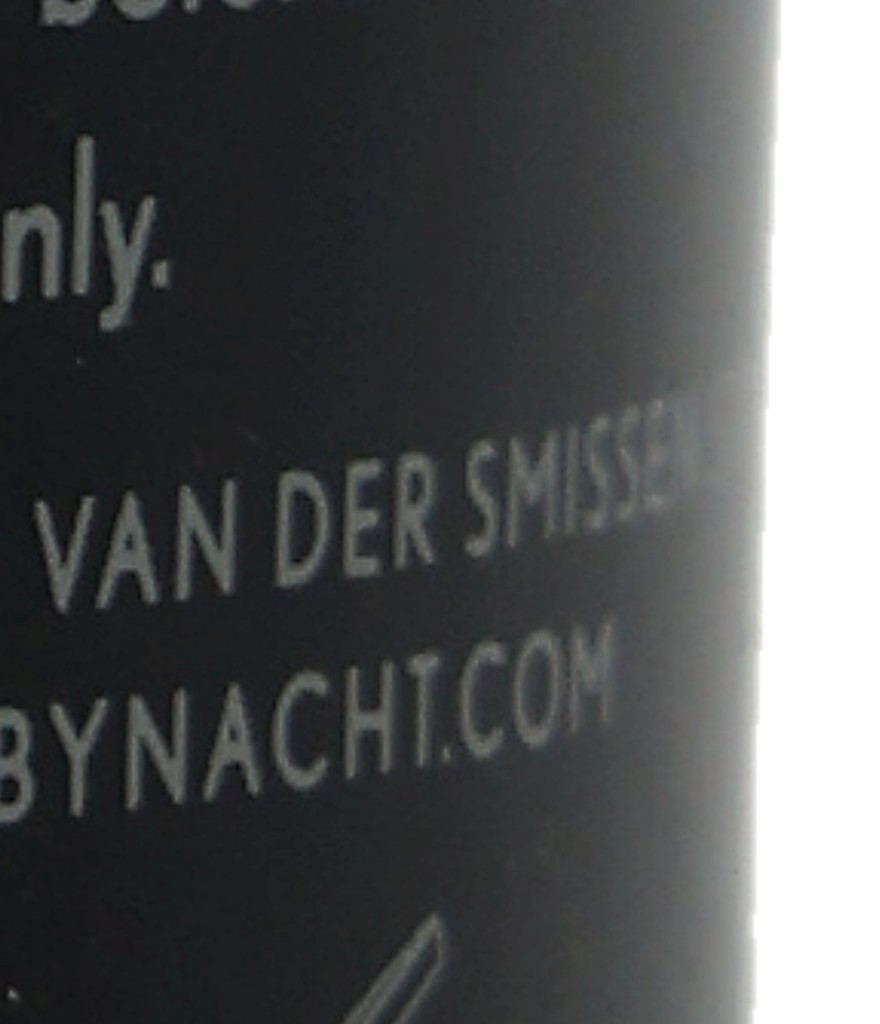 nly.
VAN DER SMISSEN
BYNACHT.COM